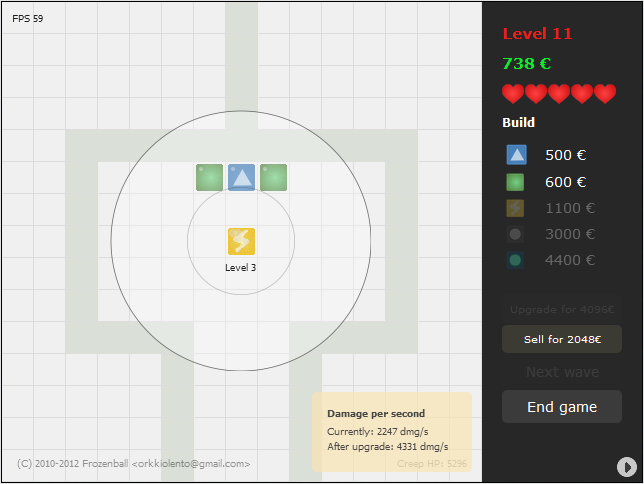 FPS 59
Level 11
738 €
Build
500 €
600 €
1100 €
3000 €
4400 €
Level 3
Upgrade for 4096€
Sell for 2048€
Next wave
End game
Damage per second
Currently: 2247 dmg/s
After upgrade: 4331 dmg/s
(C) 2010-2012 Frozenball <orkkiolento@gmail.com>
Creep HP: 5296